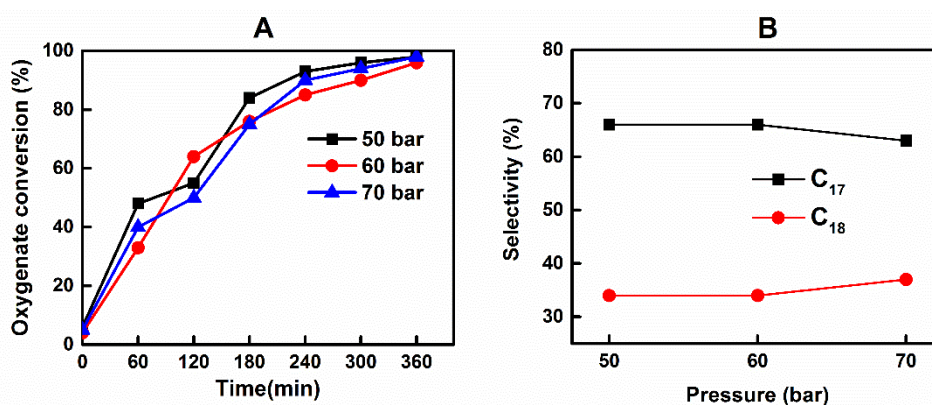 A
Oxygenate conversion (%)
100
80
60
40
20
0
0 60 120 180 240 300 360
Time(min)
50 bar
60 bar
70 bar
B
Selectivity (%)
80
70
60
50
40
30
50 60 70
Pressure (bar)
C17
C18